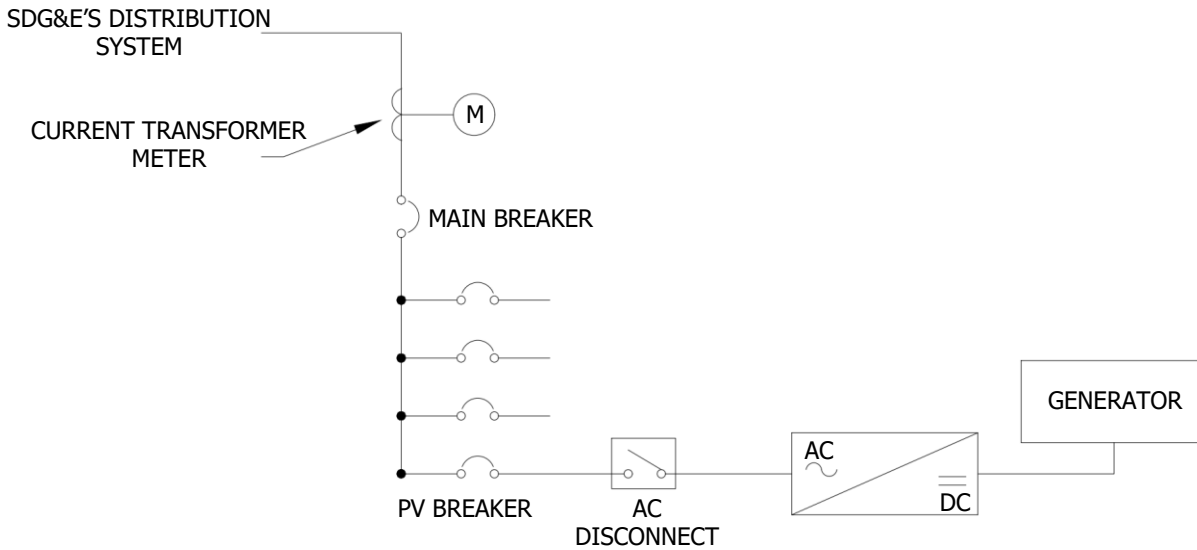 SDG&E’S DISTRIBUTION
SYSTEM
M
CURRENT TRANSFORMER
METER
MAIN BREAKER
GENERATOR
AC
DC
PV BREAKER
AC
DISCONNECT